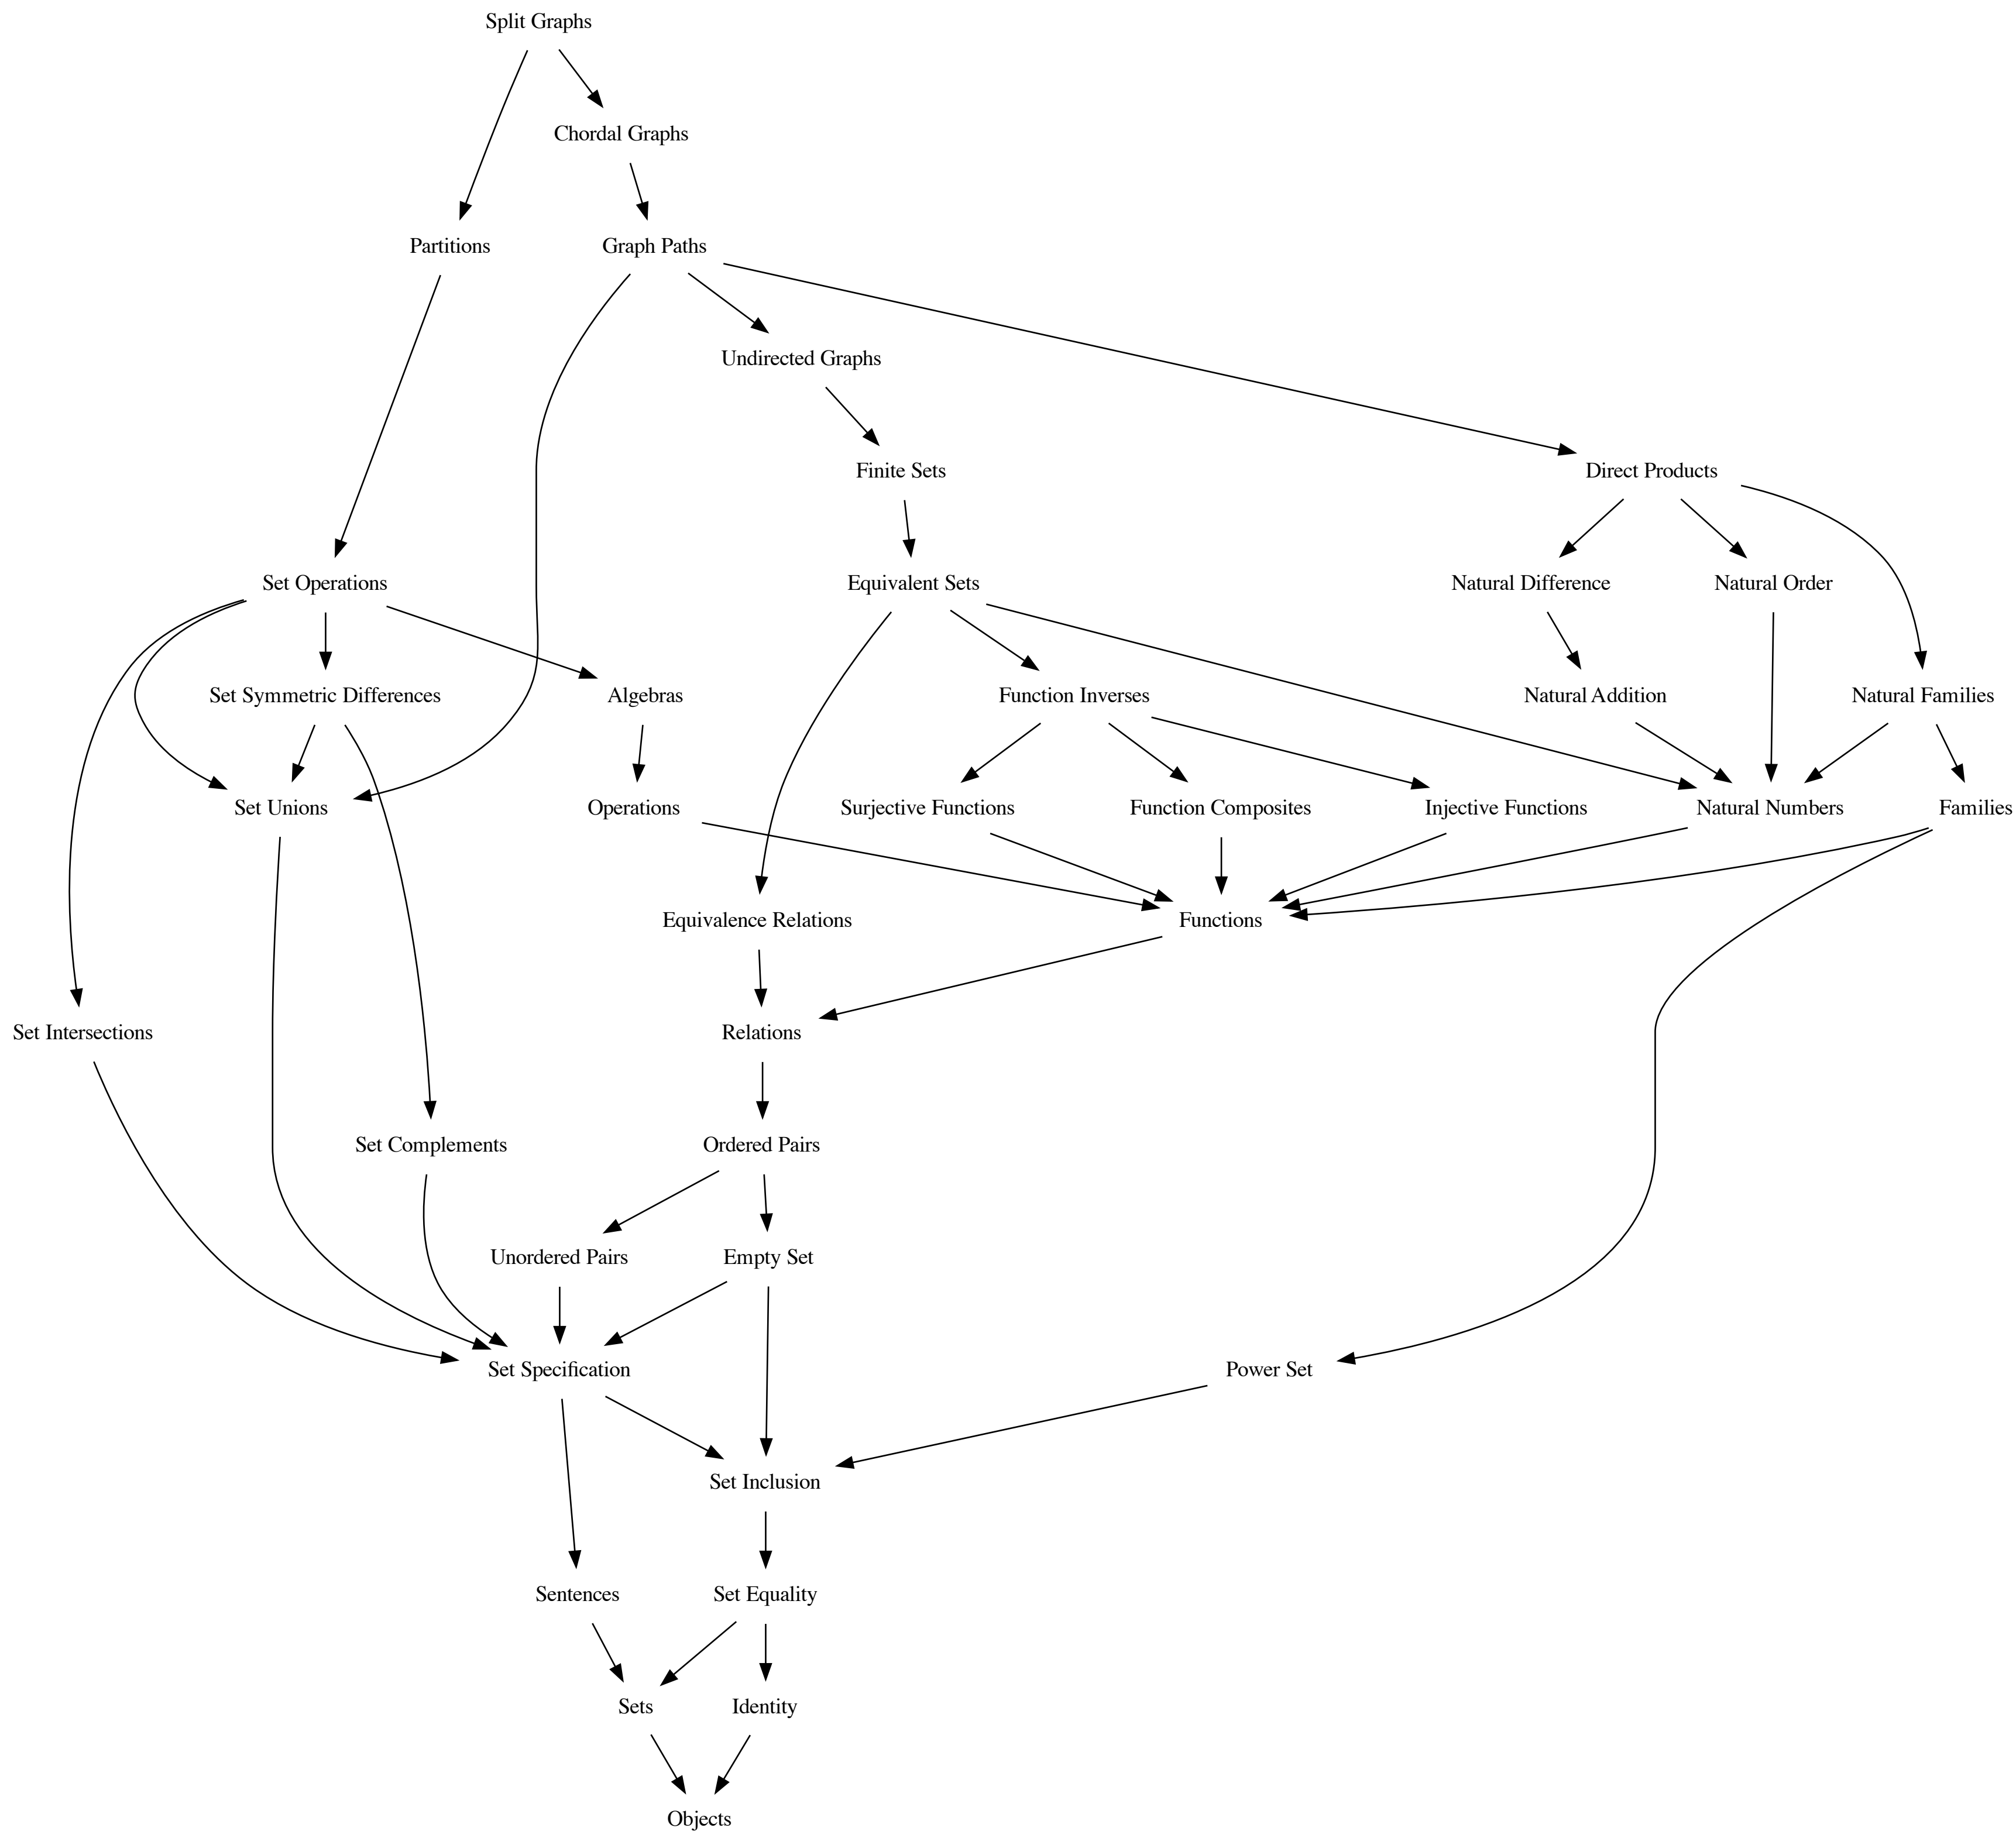 Split Graphs
Chordal Graphs
Partitions
Graph Paths
Undirected Graphs
Finite Sets
Direct Products
Set Operations
Equivalent Sets
Natural Difference
Natural Order
Set Symmetric Differences
Algebras
Function Inverses
Natural Addition
Natural Families
Set Unions
Operations
Surjective Functions
Function Composites
Injective Functions
Natural Numbers
Families
Equivalence Relations
Functions
Set Intersections
Relations
Set Complements
Ordered Pairs
Unordered Pairs
Empty Set
Set Specification
Power Set
Set Inclusion
Sentences
Set Equality
Sets
Identity
Objects